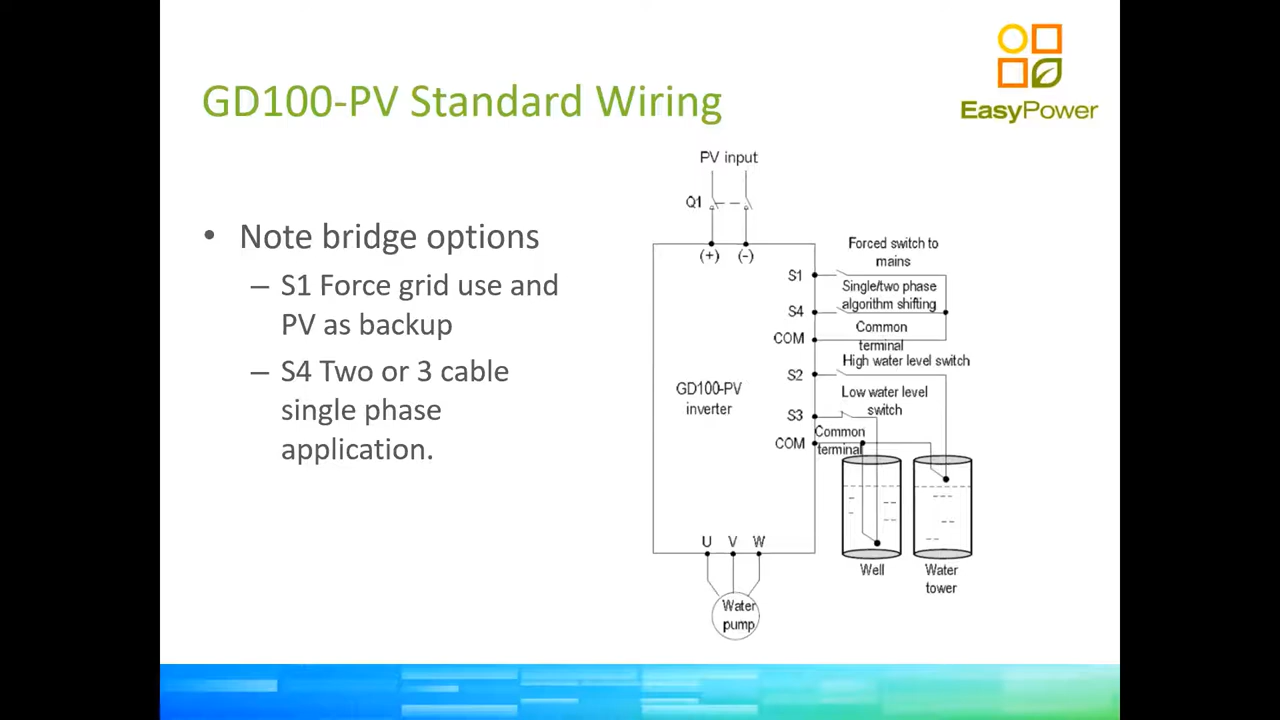 EasyPower
GD100-PV Standard Wiring
• Note bridge options
– S1 Force grid use and
PV as backup
– S4 Two or 3 cable
single phase
application.
PV input
Q1
(+) (-)
Forced switch to
mains
S1
Single/two phase
algorithm shifting
S4
Common
terminal
COM
High water level switch
S2
Low water level
switch
S3
Common
terminal
COM
GD100-PV
inverter
U V W
Water
pump
Well
Water
tower